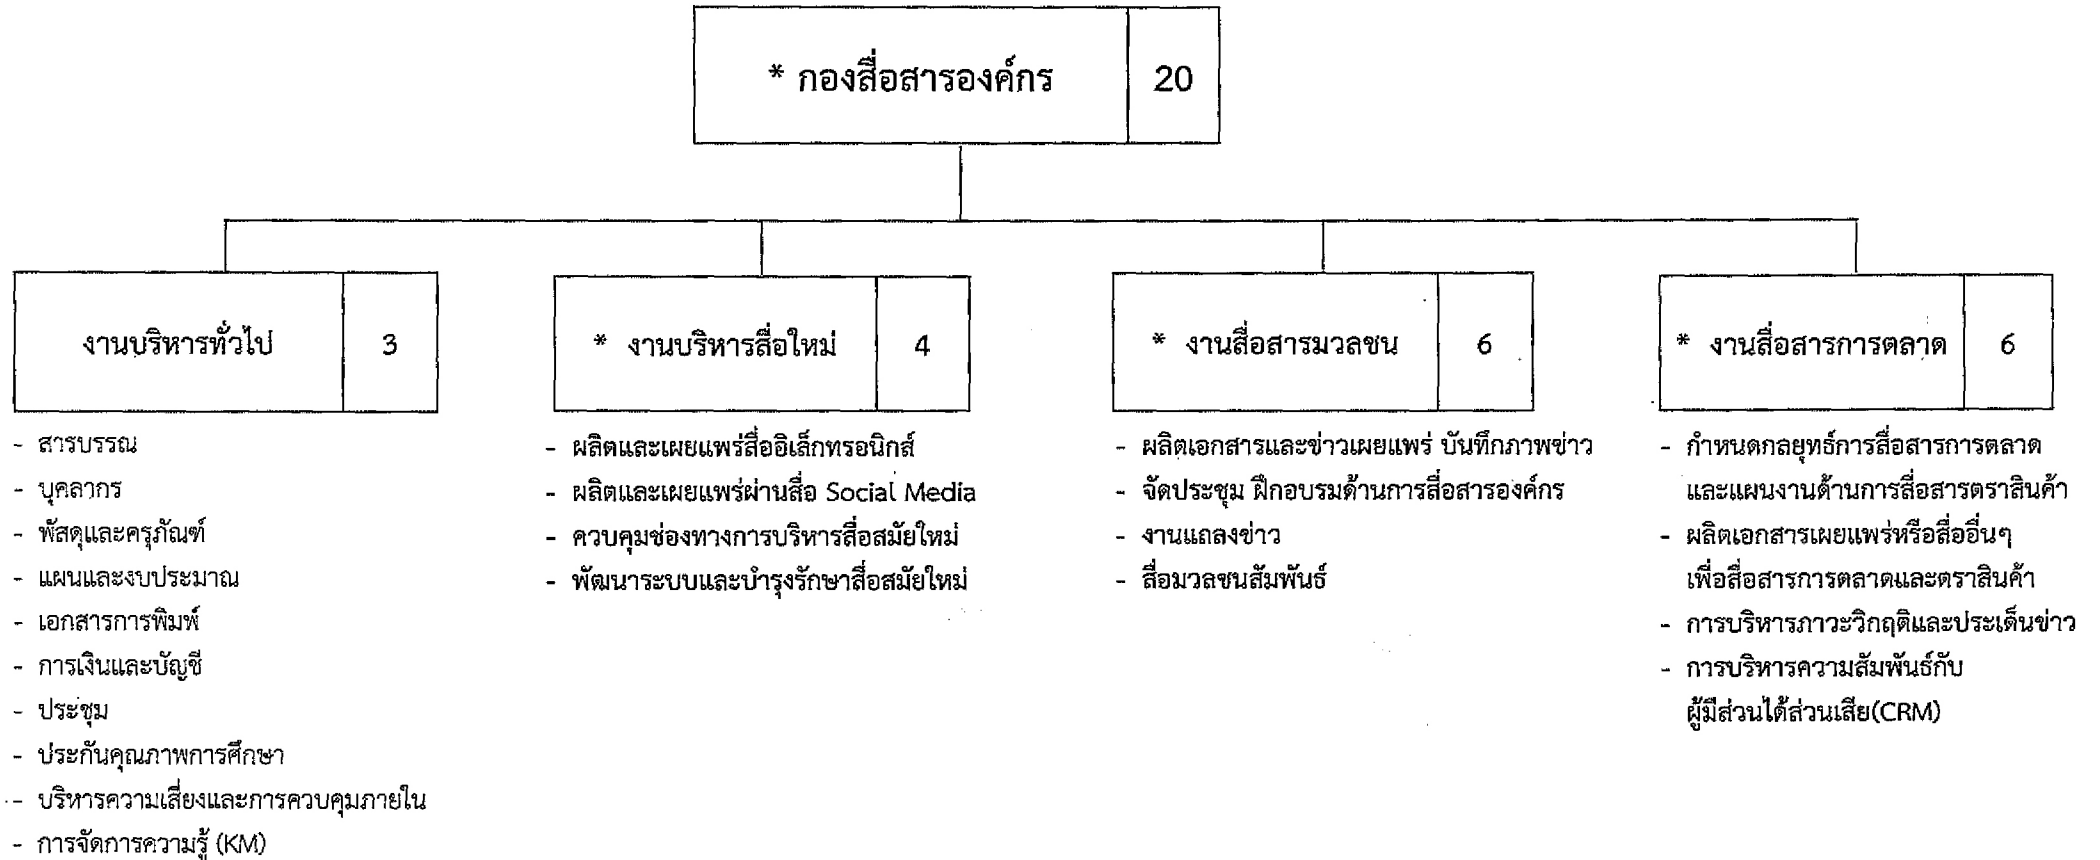 * กองสื่อสารองค์กร 20
งานบริหารทั่วไป 3
- สารบรรณ
- บุคลากร
- พัสดุและครุภัณฑ์
- แผนและงบประมาณ
- เอกสารการพิมพ์
- การเงินและบัญชี
- ประชุม
- ประกันคุณภาพการศึกษา
- บริหารความเสี่ยงและการควบคุมภายใน
- การจัดการความรู้ (KM)
* งานบริหารสื่อใหม่ 4
- ผลิตและเผยแพร่สื่ออิเล็กทรอนิกส์
- ผลิตและเผยแพร่ผ่านสื่อ Social Media
- ควบคุมช่องทางการบริหารสื่อสมัยใหม่
- พัฒนาระบบและบำรุงรักษาสื่อสมัยใหม่
* งานสื่อสารมวลชน 6
- ผลิตเอกสารและข่าวเผยแพร่ บันทึกภาพข่าว
- จัดประชุม ฝึกอบรมด้านการสื่อสารองค์กร
- งานแถลงข่าว
- สื่อมวลชนสัมพันธ์
* งานสื่อสารการตลาด 6
- กำหนดกลยุทธ์การสื่อสารการตลาด
และแผนงานด้านการสื่อสารตราสินค้า
- ผลิตเอกสารเผยแพร่หรือสื่ออื่นๆ
เพื่อสื่อสารการตลาดและตราสินค้า
- การบริหารภาวะวิกฤติและประเด็นข่าว
- การบริหารความสัมพันธ์กับ
ผู้มีส่วนได้ส่วนเสีย(CRM)